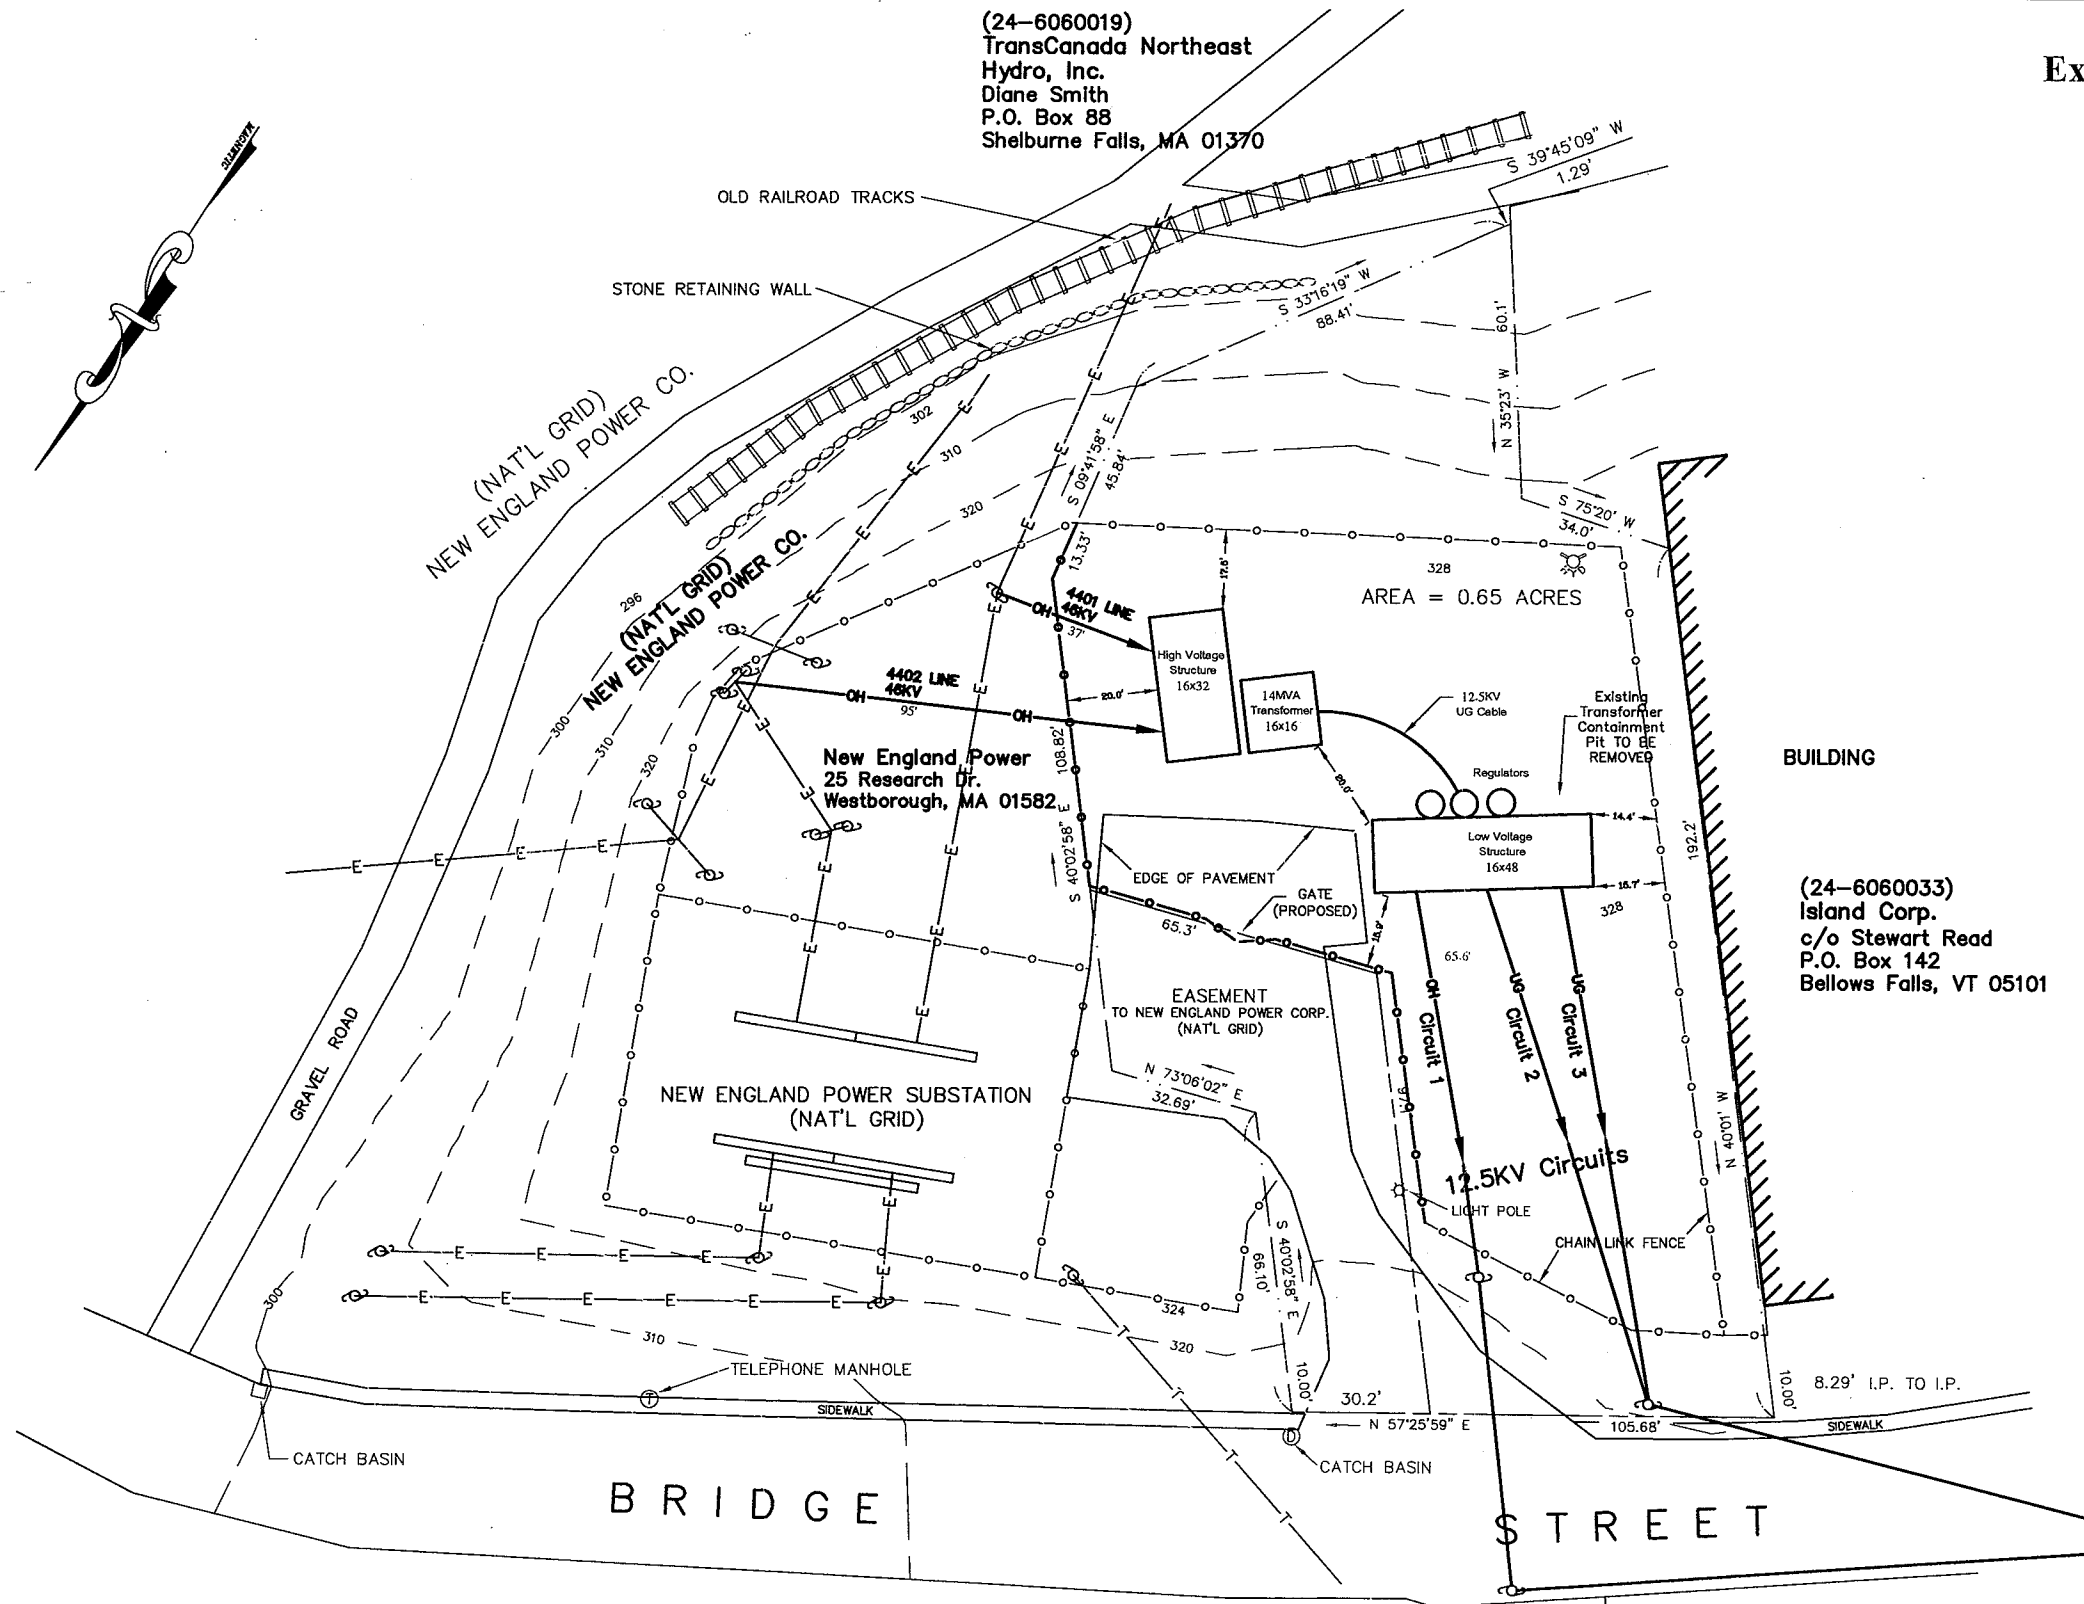 (24-6060019)
TransCanada Northeast
Hydro, Inc.
Diane Smith
P.O. Box 88
Shelburne Falls, MA 01370
Ex
MAGNETIC
OLD RAILROAD TRACKS
S 39°45'09" W
1.29'
STONE RETAINING WALL
S 33°16'19" W
88.41'
60.1'
N 35°23' W
(NAT'L GRID)
NEW ENGLAND POWER CO.
302
310
320
S 09°41'58" E
45.84'
S 75°20' W
34.0'
(NAT'L GRID)
NEW ENGLAND POWER CO.
296
300
310
320
13.33'
17.5'
328
AREA = 0.65 ACRES
4401 LINE
46KV
OH
37'
High Voltage
Structure
16x32
4402 LINE
46KV
OH
OH
95'
20.0'
14MVA
Transformer
16x16
12.5KV
UG Cable
Existing
Transformer
Containment
Pit TO BE
REMOVED
BUILDING
New England Power
25 Research Dr.
Westborough, MA 01582
108.82'
S 40°02'58" E
20.0'
Regulators
Low Voltage
Structure
16x48
14.4'
192.2'
EDGE OF PAVEMENT
GATE
(PROPOSED)
65.3'
15.9'
15.7'
328
65.6'
(24-6060033)
Island Corp.
c/o Stewart Read
P.O. Box 142
Bellows Falls, VT 05101
EASEMENT
TO NEW ENGLAND POWER CORP.
(NAT'L GRID)
OH
Circuit 1
UG
Circuit 2
UG
Circuit 3
GRAVEL ROAD
NEW ENGLAND POWER SUBSTATION
(NAT'L GRID)
N 73°06'02" E
32.69'
97.1'
N 40°01' W
12.5KV Circuits
LIGHT POLE
CHAIN LINK FENCE
S 40°02'58" E
66.10'
300
310
324
320
TELEPHONE MANHOLE
T
SIDEWALK
10.00'
30.2'
N 57°25'59" E
105.68'
10.00'
8.29' I.P. TO I.P.
SIDEWALK
CATCH BASIN
D
CATCH BASIN
BRIDGE STREET